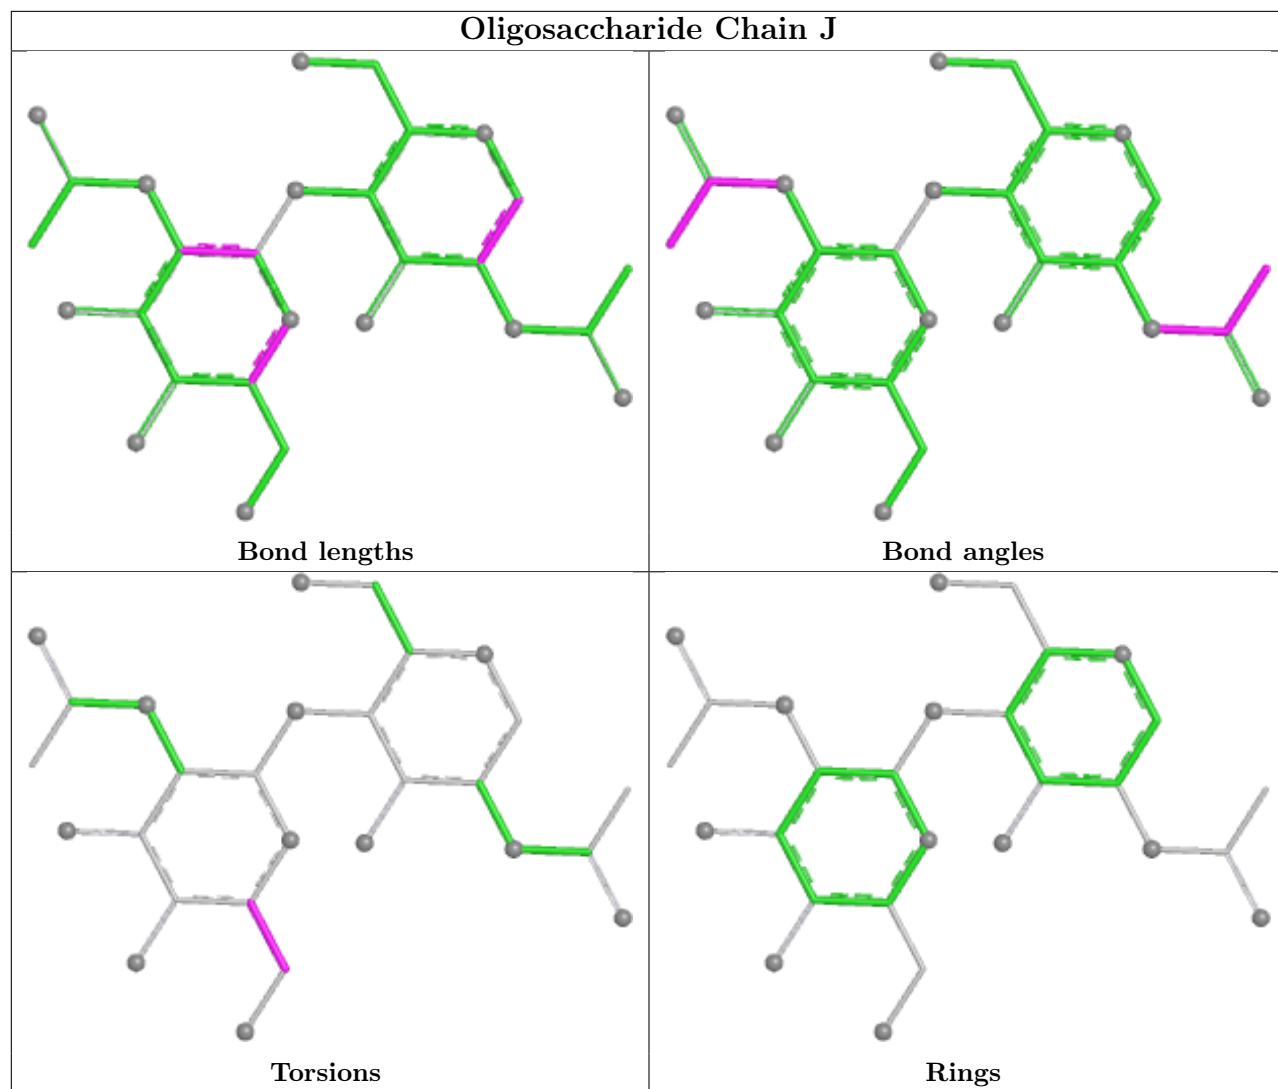 Oligosaccharide Chain J
Bond lengths
Bond angles
Torsions
Rings